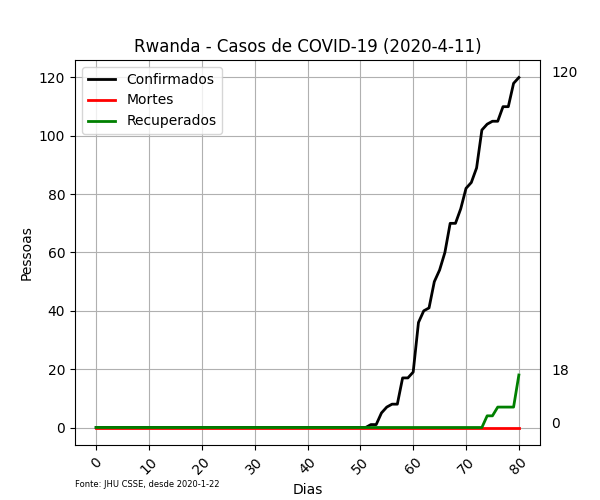 Rwanda - Casos de COVID-19 (2020-4-11)
Confirmados
Mortes
Recuperados
120
100
80
60
40
20
0
Pessoas
120
18
0
0
10
20
30
40
50
60
70
80
Dias
Fonte: JHU CSSE, desde 2020-1-22